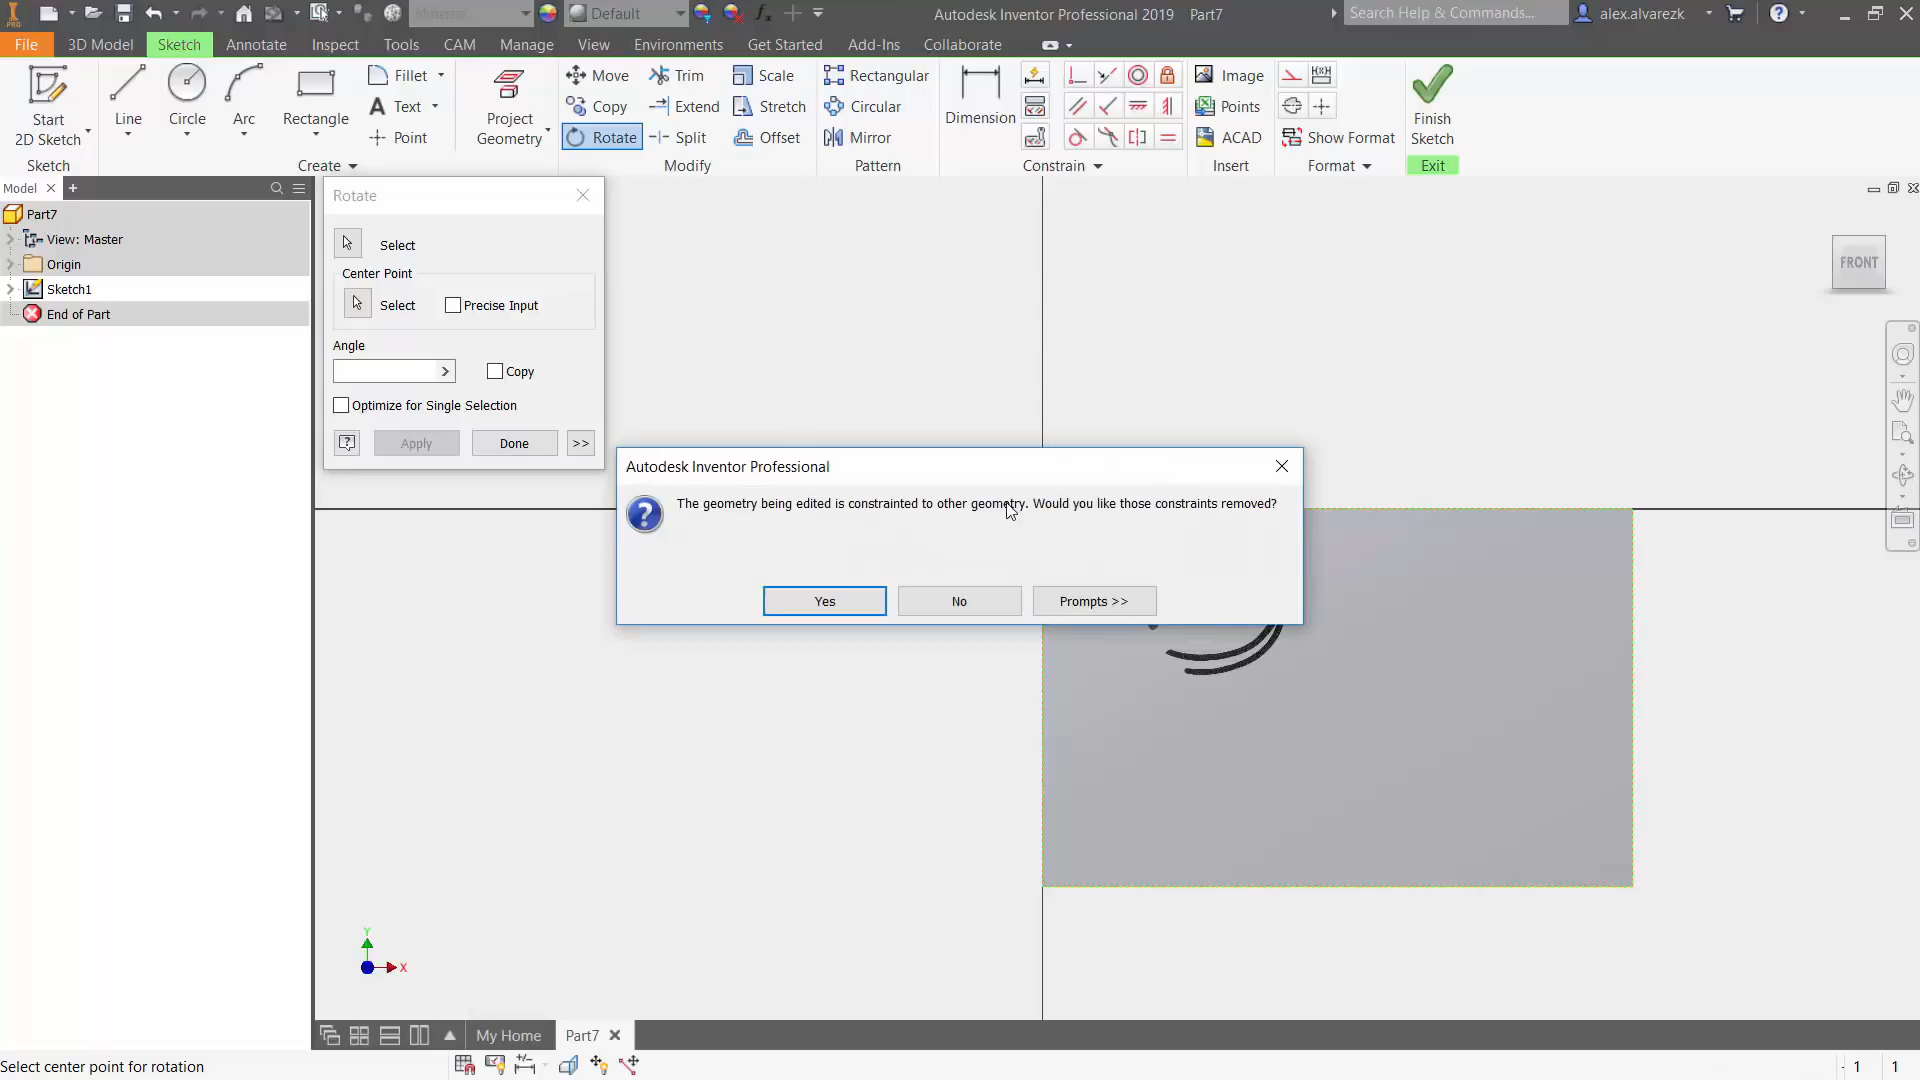 PRO
Material
Default
Autodesk Inventor Professional 2019 Part7
Search Help & Commands...
alex.alvarezk
File 3D Model Sketch Annotate Inspect Tools CAM Manage View Environments Get Started Add-Ins Collaborate
Start
2D Sketch
Sketch
Line
Circle
Arc
Rectangle
Fillet
Text
Point
Create
Project
Geometry
Move
Copy
Rotate
Trim
Extend
Split
Scale
Stretch
Offset
Modify
Rectangular
Circular
Mirror
Pattern
Dimension
Constrain
Image
Points
ACAD
Insert
Show Format
Format
Finish
Sketch
Exit
Model
Part7
View: Master
Origin
Sketch1
End of Part
Rotate
Select
Center Point
Select
Precise Input
Angle
Copy
Optimize for Single Selection
Apply
Done
>>
Autodesk Inventor Professional
The geometry being edited is constrainted to other geometry. Would you like those constraints removed?
Yes
No
Prompts >>
FRONT
Y
X
My Home
Part7
Select center point for rotation
1
1